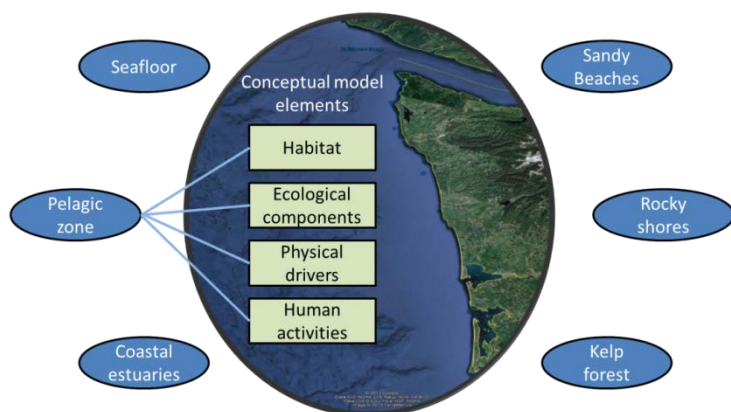 Seafloor
Conceptual model
elements
Sandy
Beaches
Habitat
Pelagic
zone
Ecological
components
Rocky
shores
Physical
drivers
Human
activities
Coastal
estuaries
Kelp
forest